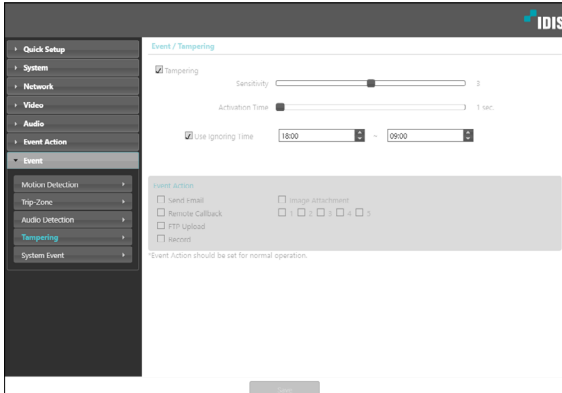 IDIS
Quick Setup
System
Network
Video
Audio
Event Action
Event
Motion Detection
Trip-Zone
Audio Detection
Tampering
System Event
Event / Tampering
Tampering
Sensitivity 3
Activation Time 1 sec.
Use Ignoring Time 18:00 ~ 09:00
Event Action
Send Email Image Attachment
Remote Callback 1 2 3 4 5
FTP Upload
Record
*Event Action should be set for normal operation.
Save